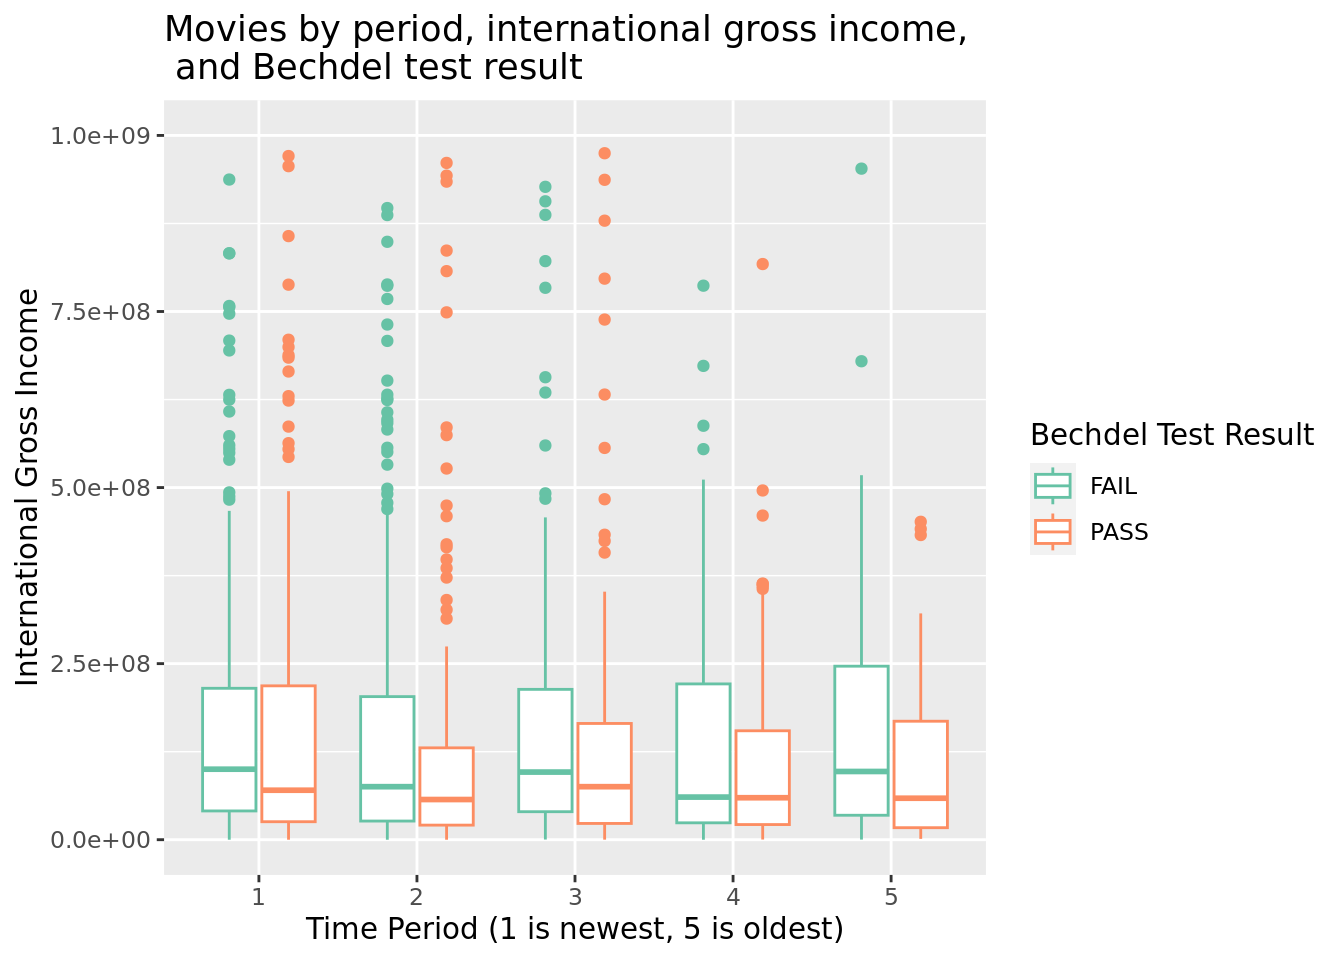 Movies by period, international gross income,
and Bechdel test result
International Gross Income
1.0e+09
7.5e+08
5.0e+08
2.5e+08
0.0e+00
1 2 3 4 5
Time Period (1 is newest, 5 is oldest)
Bechdel Test Result
FAIL
PASS